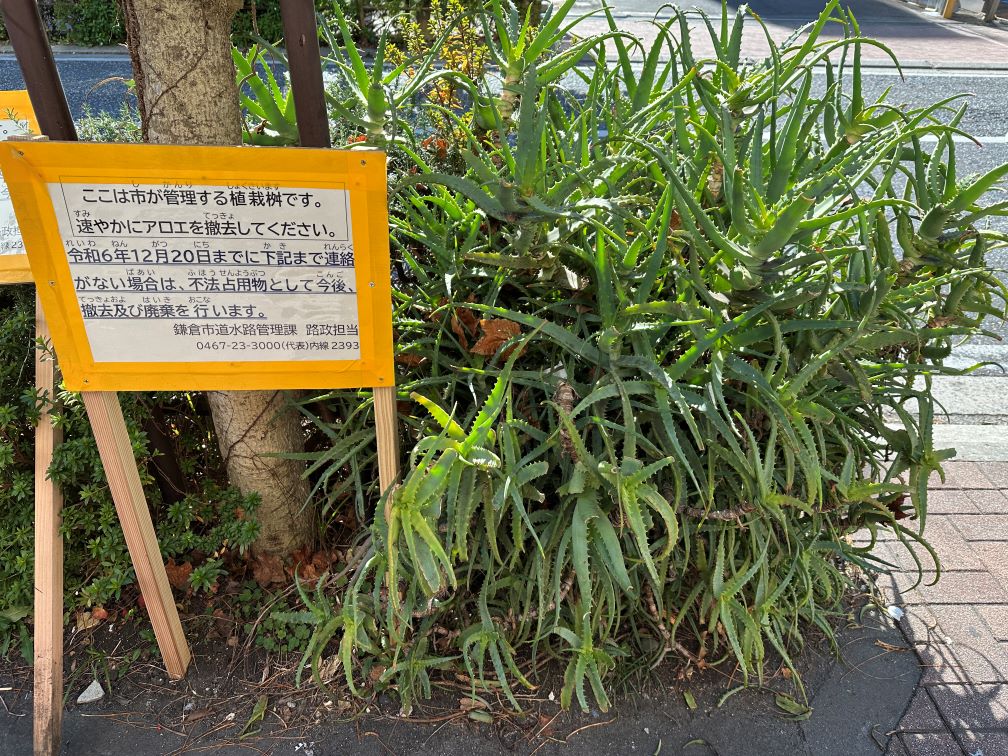 ここは市が管理する植栽桝です。
速やかにアロエを撤去してください。
令和6年12月20日までに下記まで連絡
がない場合は、不法占用物として今後、
撤去及び廃棄を行います。
鎌倉市道水路管理課 路政担当
0467-23-3000(代表)内線2393